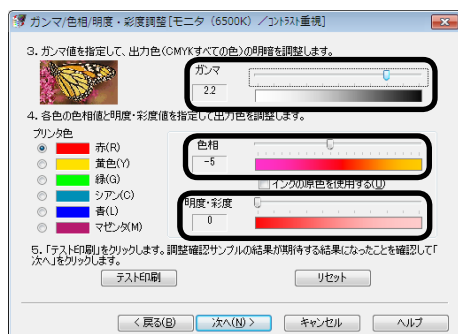 ガンマ/色相/明度・彩度調整[モニタ（6500K）／コントラスト重視]
3. ガンマ値を指定して、出力色(CMYKすべての色)の明暗を調整します。
ガンマ
2.2
4. 各色の色相値と明度・彩度値を指定して出力色を調整します。
プリンタ色
赤(R)
黄色(Y)
緑(G)
シアン(C)
青(L)
マゼンタ(M)
色相
-5
インクの原色を使用する(U)
明度・彩度
0
5. 「テスト印刷」をクリックします。調整確認サンプルの結果が期待する結果になったことを確認して「
次へ」をクリックします。
テスト印刷
リセット
< 戻る(B)
次へ(N) >
キャンセル
ヘルプ